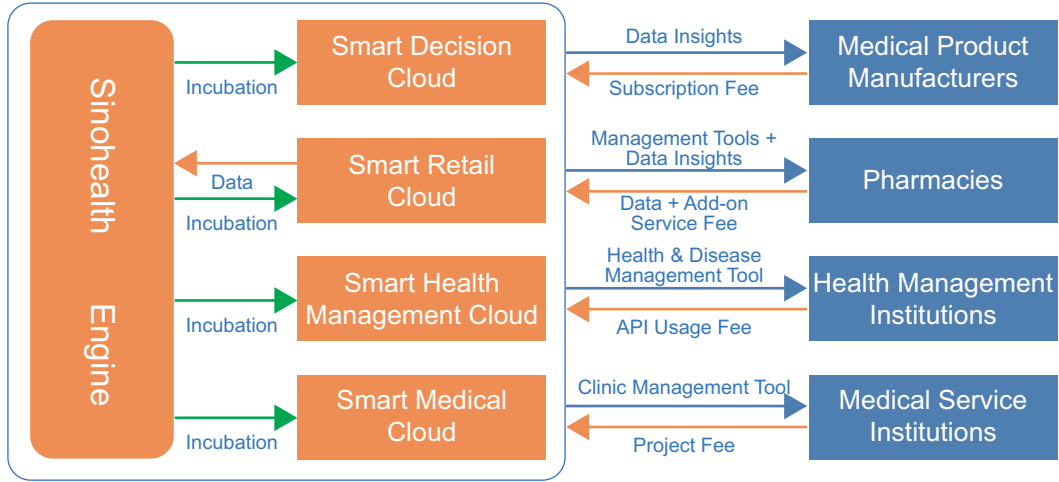 Sinohealth Engine
Smart Decision
Cloud
Incubation
Data Insights
Subscription Fee
Medical Product
Manufacturers
Smart Retail
Cloud
Data
Incubation
Management Tools +
Data Insights
Data + Add-on
Service Fee
Pharmacies
Smart Health
Management Cloud
Incubation
Health & Disease
Management Tool
API Usage Fee
Health Management
Institutions
Smart Medical
Cloud
Incubation
Clinic Management Tool
Project Fee
Medical Service
Institutions